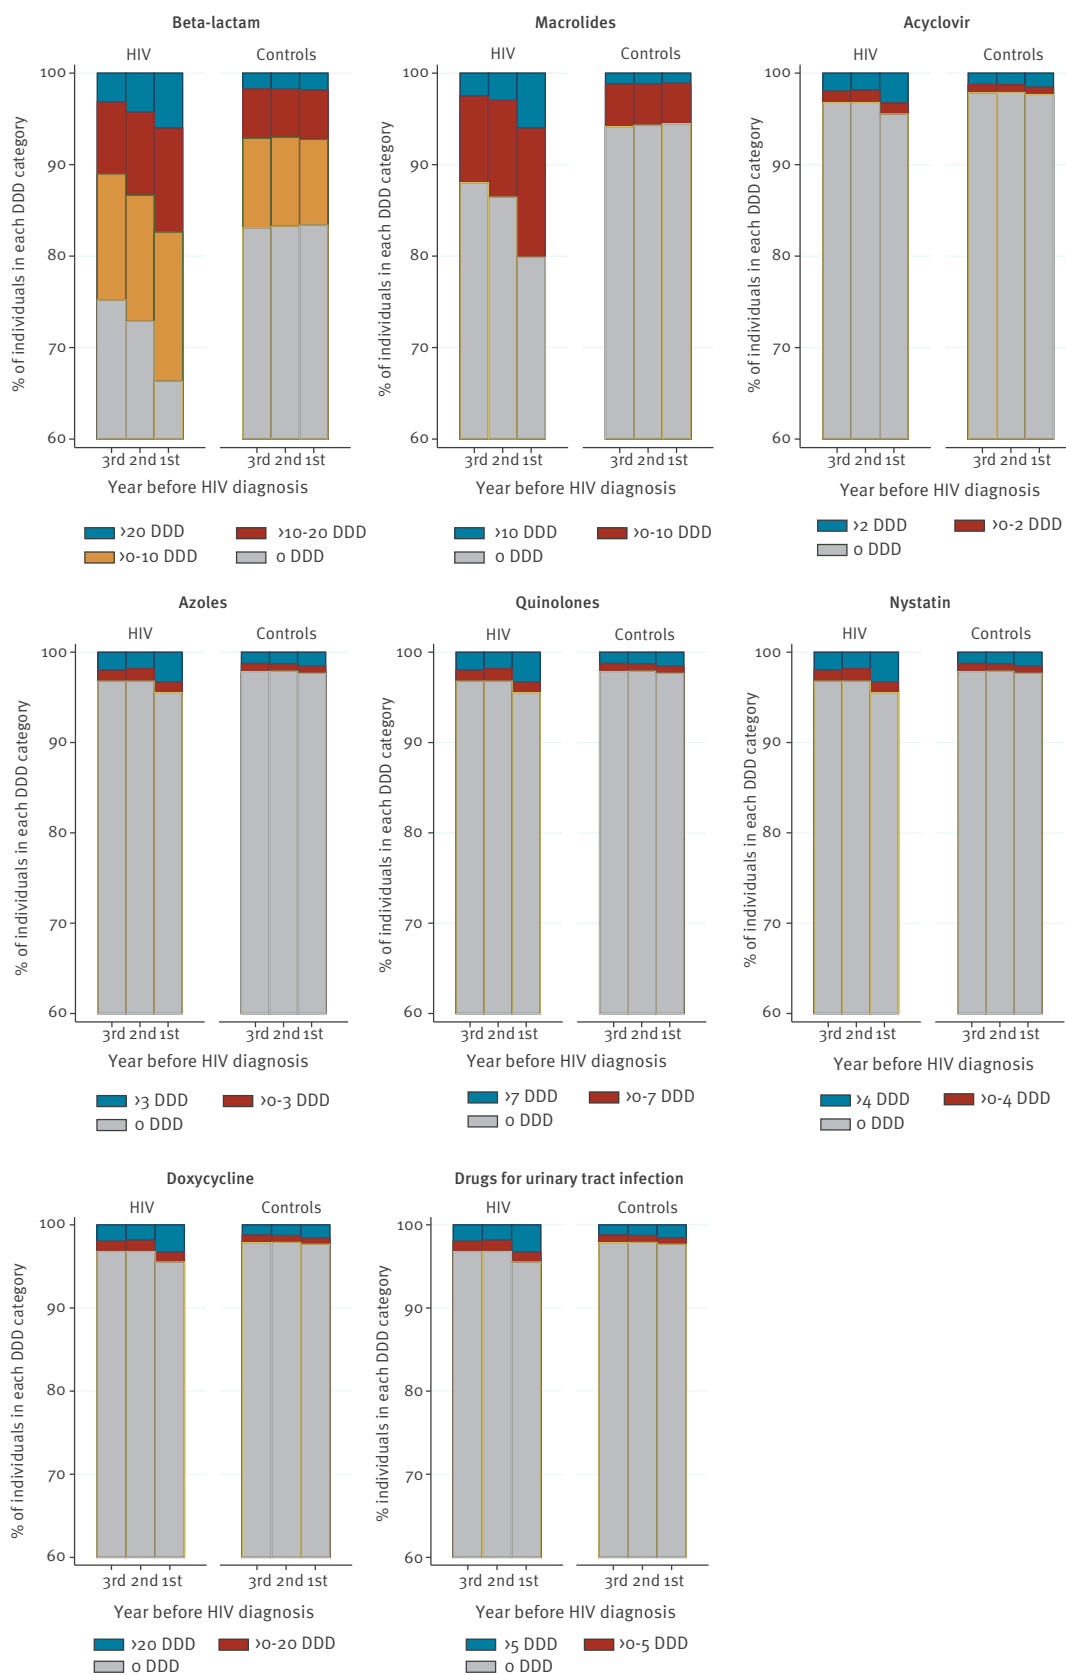 Beta-lactam
HIV
Controls
% of individuals in each DDD category
100
90
80
70
60
3rd 2nd 1st
3rd 2nd 1st
Year before HIV diagnosis
>20 DDD
>10-20 DDD
>0-10 DDD
0 DDD
Macrolides
HIV
Controls
% of individuals in each DDD category
100
90
80
70
60
3rd 2nd 1st
3rd 2nd 1st
Year before HIV diagnosis
>10 DDD
>0-10 DDD
0 DDD
Acyclovir
HIV
Controls
% of individuals in each DDD category
100
90
80
70
60
3rd 2nd 1st
3rd 2nd 1st
Year before HIV diagnosis
>2 DDD
>0-2 DDD
0 DDD
Azoles
HIV
Controls
% of individuals in each DDD category
100
90
80
70
60
3rd 2nd 1st
3rd 2nd 1st
Year before HIV diagnosis
>3 DDD
>0-3 DDD
0 DDD
Quinolones
HIV
Controls
% of individuals in each DDD category
100
90
80
70
60
3rd 2nd 1st
3rd 2nd 1st
Year before HIV diagnosis
>7 DDD
>0-7 DDD
0 DDD
Nystatin
HIV
Controls
% of individuals in each DDD category
100
90
80
70
60
3rd 2nd 1st
3rd 2nd 1st
Year before HIV diagnosis
>4 DDD
>0-4 DDD
0 DDD
Doxycycline
HIV
Controls
% of individuals in each DDD category
100
90
80
70
60
3rd 2nd 1st
3rd 2nd 1st
Year before HIV diagnosis
>20 DDD
>0-20 DDD
0 DDD
Drugs for urinary tract infection
HIV
Controls
% individuals in each DDD category
100
90
80
70
60
3rd 2nd 1st
3rd 2nd 1st
Year before HIV diagnosis
>5 DDD
>0-5 DDD
0 DDD